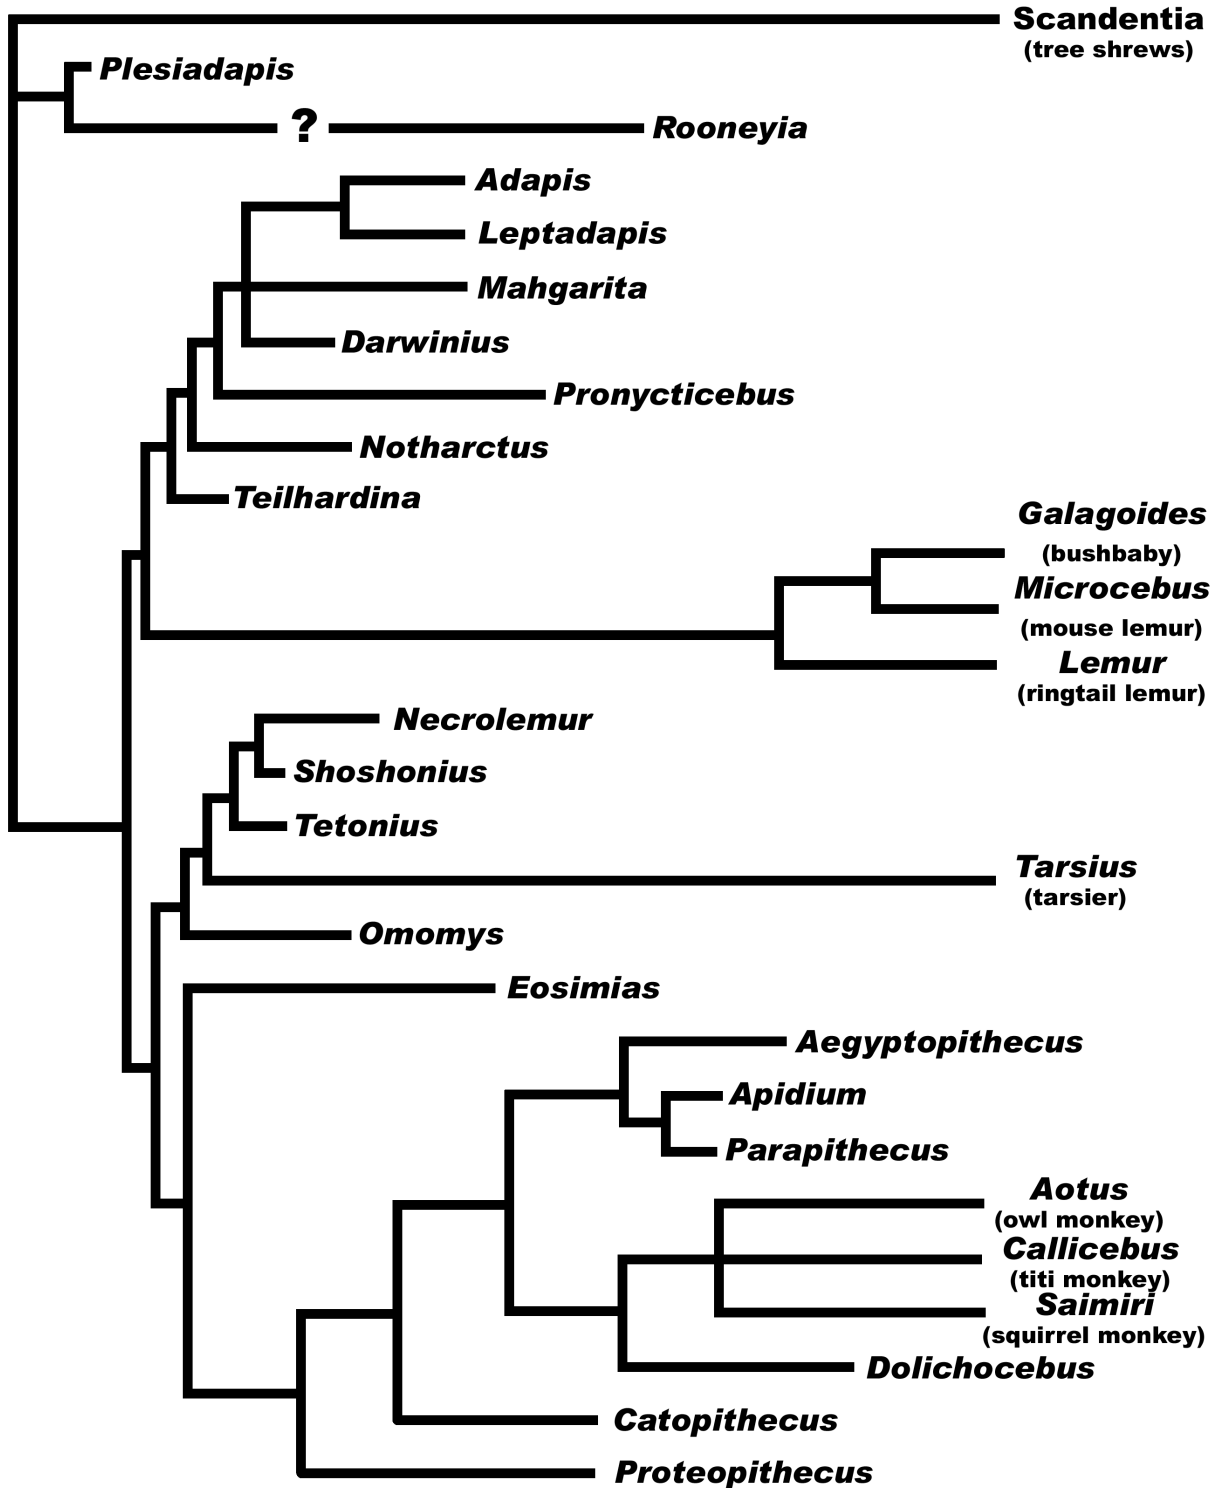 Scandentia
(tree shrews)
Plesiadapis
?
Rooneyia
Adapis
Leptadapis
Mahgarita
Darwinius
Pronycticebus
Notharctus
Teilhardina
Galagoides
(bushbaby)
Microcebus
(mouse lemur)
Lemur
(ringtail lemur)
Necrolemur
Shoshonius
Tetonius
Tarsius
(tarsier)
Omomys
Eosimias
Aegyptopithecus
Apidium
Parapithecus
Aotus
(owl monkey)
Callicebus
(titi monkey)
Saimiri
(squirrel monkey)
Dolichocebus
Catopithecus
Proteopithecus